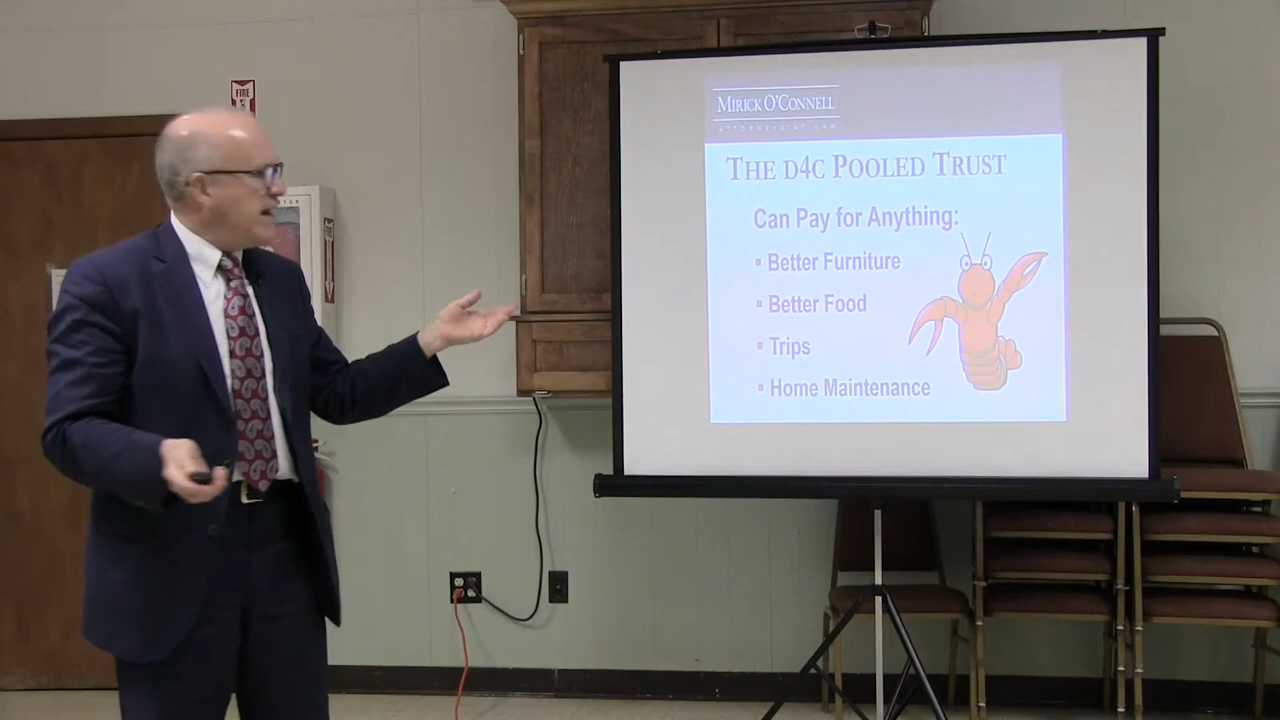 FIRE
MIRICK O'CONNELL
ATTORNEYS AT LAW
THE D4C POOLED TRUST
Can Pay for Anything:
▪ Better Furniture
▪ Better Food
▪ Trips
▪ Home Maintenance